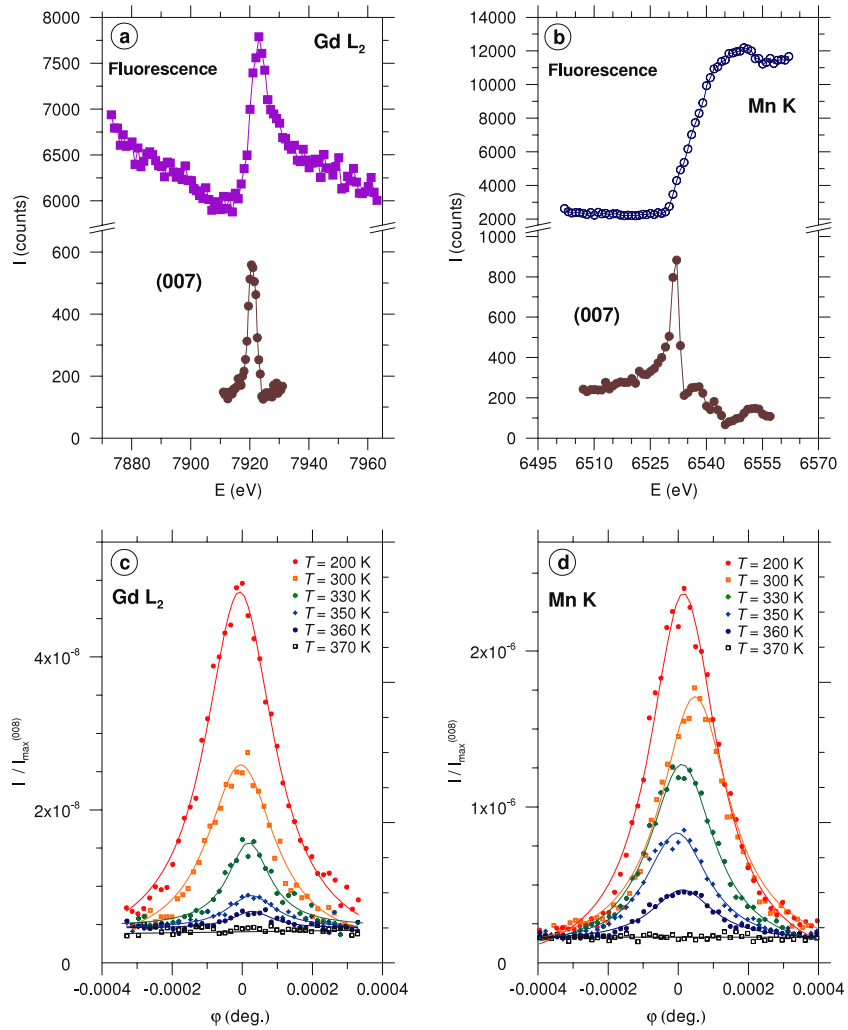 a
Gd L2
Fluorescence
8000
7500
7000
6500
6000
600
400
200
0
I (counts)
(007)
7880 7900 7920 7940 7960
E (eV)
b
Fluorescence
Mn K
14000
12000
10000
8000
6000
4000
2000
1000
800
600
400
200
0
I (counts)
(007)
6495 6510 6525 6540 6555 6570
E (eV)
c
Gd L2
T = 200 K
T = 300 K
T = 330 K
T = 350 K
T = 360 K
T = 370 K
4x10-8
2x10-8
0
I / Imax(008)
-0.0004 -0.0002 0 0.0002 0.0004
φ (deg.)
d
Mn K
T = 200 K
T = 300 K
T = 330 K
T = 350 K
T = 360 K
T = 370 K
2x10-6
1x10-6
0
I / Imax(008)
-0.0004 -0.0002 0 0.0002 0.0004
φ (deg.)